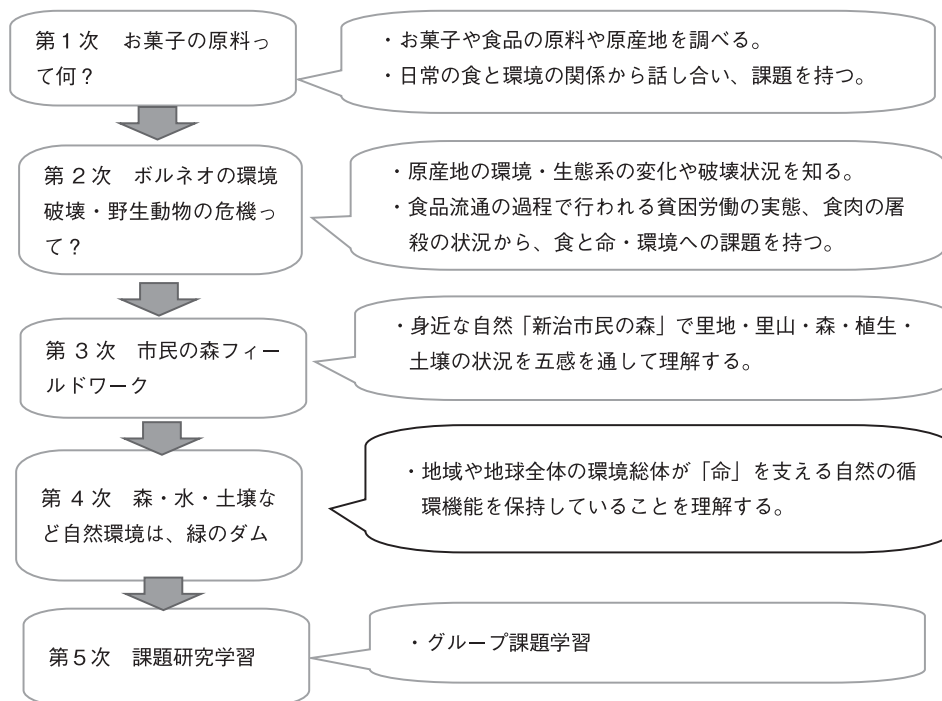 第１次　お菓子の原料っ
て何？
・お菓子や食品の原料や原産地を調べる。
・日常の食と環境の関係から話し合い、課題を持つ。
第２次　ボルネオの環境
破壊・野生動物の危機っ
て？
・原産地の環境・生態系の変化や破壊状況を知る。
・食品流通の過程で行われる貧困労働の実態、食肉の屠
殺の状況から、食と命・環境への課題を持つ。
第３次　市民の森フィー
ルドワーク
・身近な自然「新治市民の森」で里地・里山・森・植生・
土壌の状況を五感を通して理解する。
第４次　森・水・土壌な
ど自然環境は、緑のダム
・地域や地球全体の環境総体が「命」を支える自然の循
環機能を保持していることを理解する。
第５次　課題研究学習
・グループ課題学習